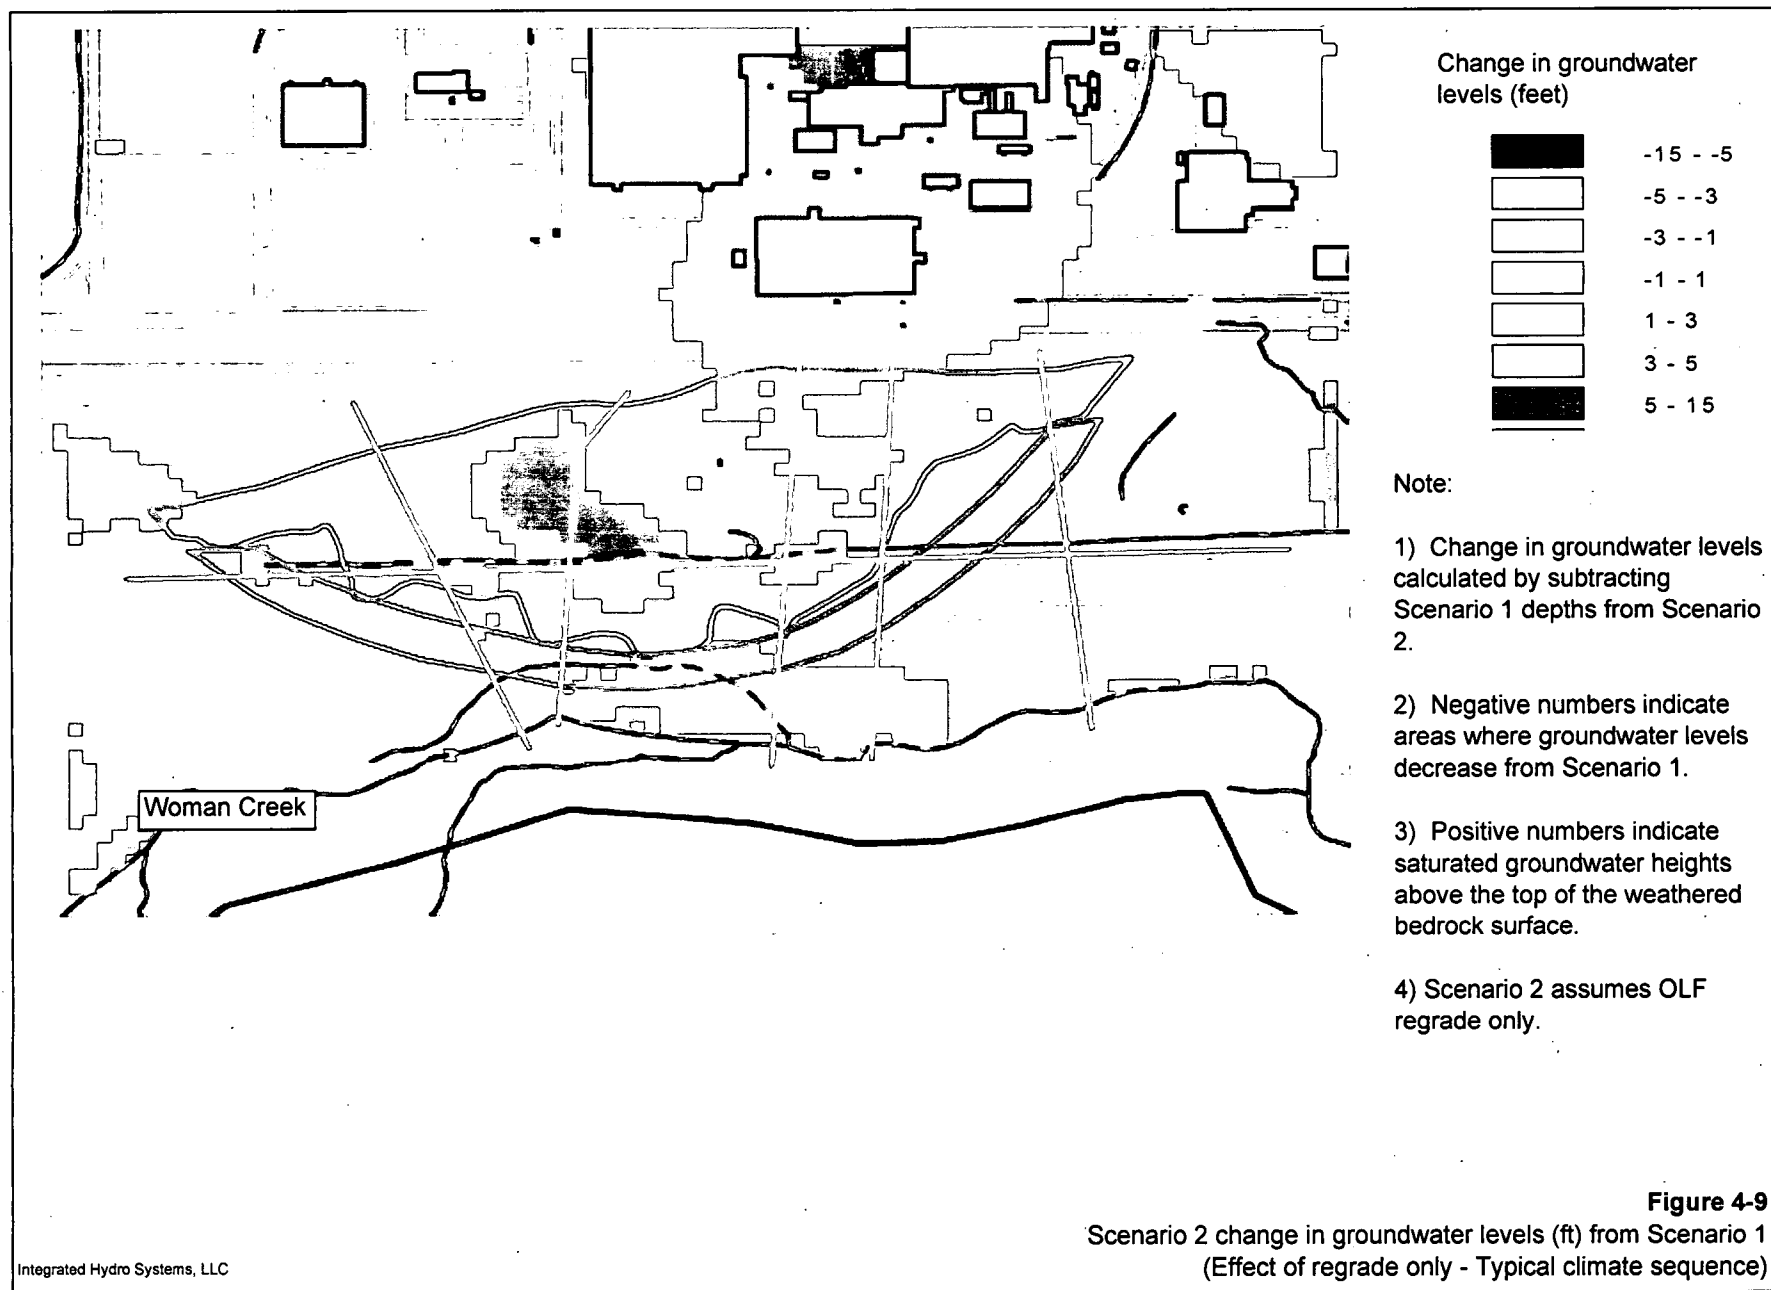 Change in groundwater
levels (feet)
-15 - -5
-5 - -3
-3 - -1
-1 - 1
1 - 3
3 - 5
5 - 15
Note:
1) Change in groundwater levels
calculated by subtracting
Scenario 1 depths from Scenario
2.
2) Negative numbers indicate
areas where groundwater levels
decrease from Scenario 1.
3) Positive numbers indicate
saturated groundwater heights
above the top of the weathered
bedrock surface.
4) Scenario 2 assumes OLF
regrade only.
Woman Creek
Figure 4-9
Scenario 2 change in groundwater levels (ft) from Scenario 1
(Effect of regrade only - Typical climate sequence)
Integrated Hydro Systems, LLC